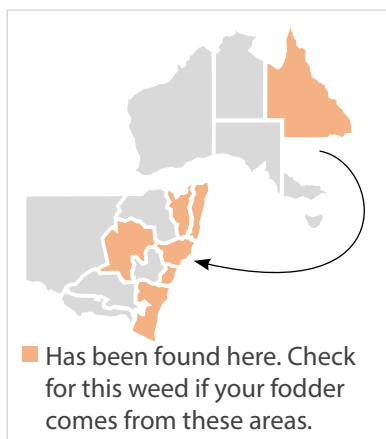 Has been found here. Check
for this weed if your fodder
comes from these areas.